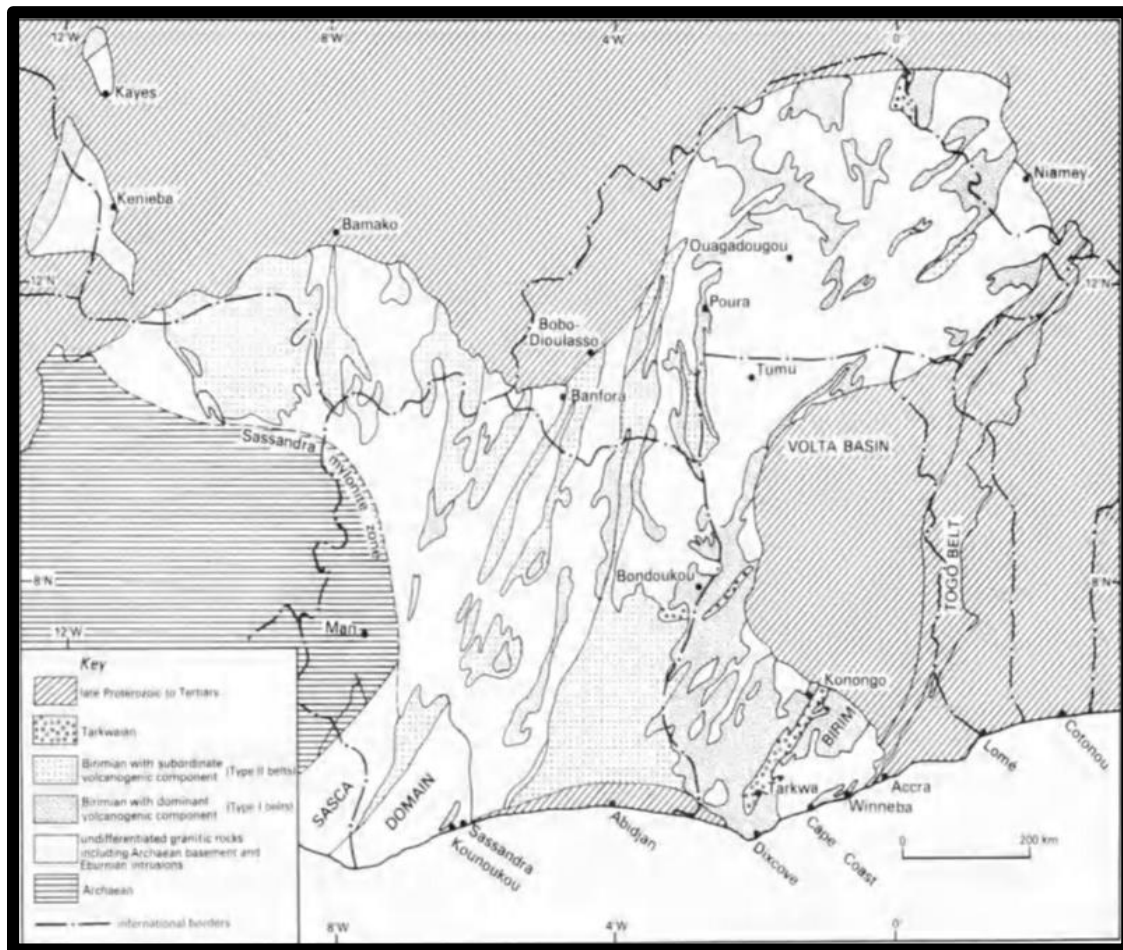 12°W
8°W
4°W
0°
Kayes
Kenieba
Bamako
Niamey
Ouagadougou
12°N
12°N
Poura
Bobo-
Dioulasso
Tumu
Banfora
Sassandra mylonite zone
VOLTA BASIN
TOGO BELT
8°N
Bondoukou
8°N
Man
12°W
Key
late Proterozoic to Tertiary
Tarkwaian
Birimian with subordinate
volcanogenic component (Type II belts)
Birimian with dominant
volcanogenic component (Type I belts)
undifferentiated granitic rocks
including Archaean basement and
Eburnian intrusions
Archaean
international borders
Konongo
BIRIM
SASCA
DOMAIN
Tarkwa
Lomé
Cotonou
Accra
Winneba
Sassandra
Kounoukou
Abidjan
Dixcove
Cape Coast
0 200 km
8°W
4°W
0°